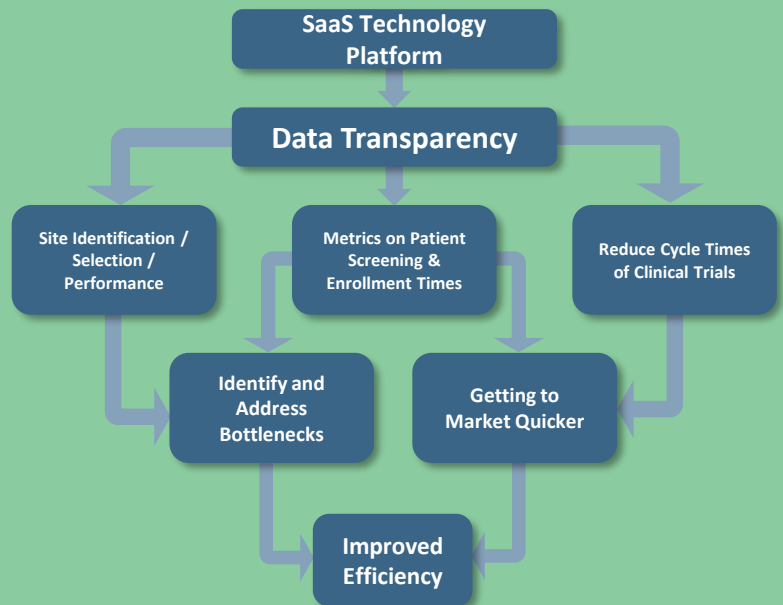 SaaS Technology
Platform
Data Transparency
Site Identification /
Selection /
Performance
Metrics on Patient
Screening &
Enrollment Times
Reduce Cycle Times
of Clinical Trials
Identify and
Address
Bottlenecks
Getting to
Market Quicker
Improved
Efficiency